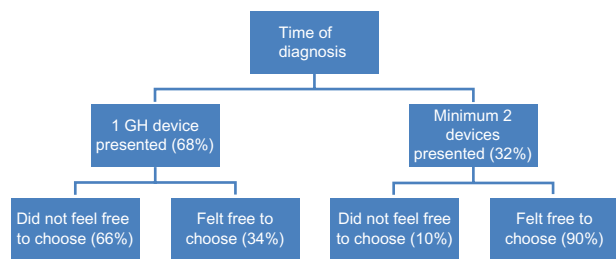 Time of
diagnosis
1 GH device
presented (68%)
Minimum 2
devices
presented (32%)
Did not feel free
to choose (66%)
Felt free to
choose (34%)
Did not feel free
to choose (10%)
Felt free to
choose (90%)